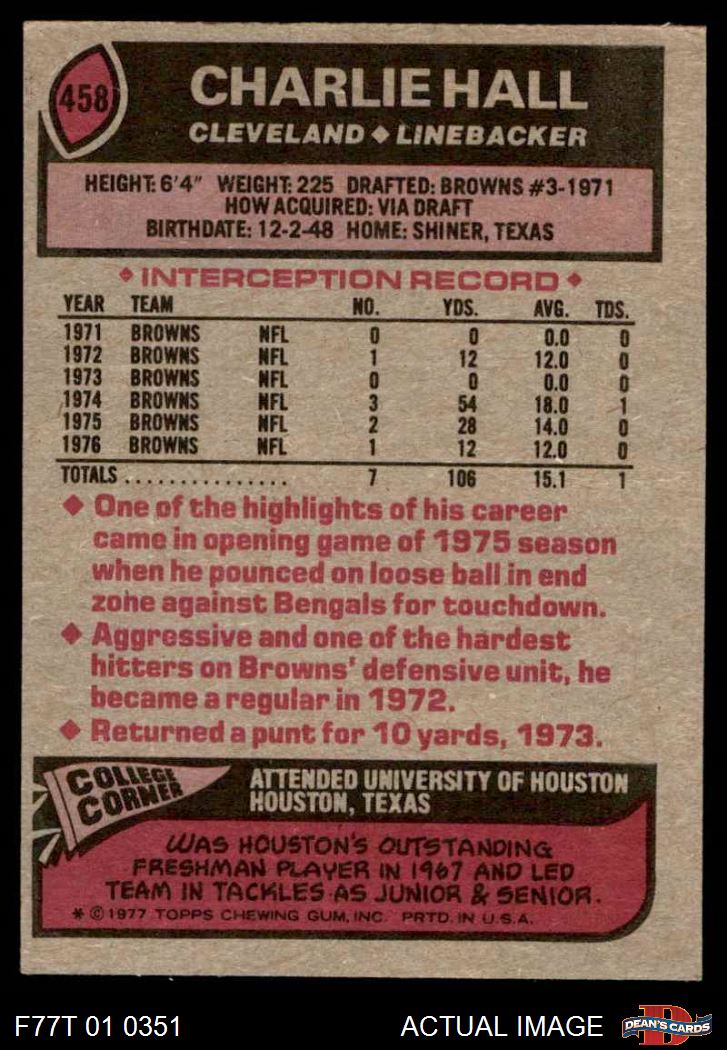 458
CHARLIE HALL
CLEVELAND ◆ LINEBACKER
HEIGHT: 6'4" WEIGHT: 225 DRAFTED: BROWNS #3-1971
HOW ACQUIRED: VIA DRAFT
BIRTHDATE: 12-2-48 HOME: SHINER, TEXAS
◆ INTERCEPTION RECORD ◆
YEAR TEAM NO. YDS. AVG. TDS.
1971 BROWNS NFL 0 0 0.0 0
1972 BROWNS NFL 1 12 12.0 0
1973 BROWNS NFL 0 0 0.0 0
1974 BROWNS NFL 3 54 18.0 1
1975 BROWNS NFL 2 28 14.0 0
1976 BROWNS NFL 1 12 12.0 0
TOTALS . . . . . . . . . . . . . . . 7 106 15.1 1
◆ One of the highlights of his career
came in opening game of 1975 season
when he pounced on loose ball in end
zone against Bengals for touchdown.
◆ Aggressive and one of the hardest
hitters on Browns' defensive unit, he
became a regular in 1972.
◆ Returned a punt for 10 yards, 1973.
COLLEGE
CORNER
ATTENDED UNIVERSITY OF HOUSTON
HOUSTON, TEXAS
WAS HOUSTON'S OUTSTANDING
FRESHMAN PLAYER IN 1967 AND LED
TEAM IN TACKLES AS JUNIOR & SENIOR.
* © 1977 TOPPS CHEWING GUM, INC. PRTD. IN U.S.A.
F77T 01 0351 ACTUAL IMAGE
D
DEAN'S CARDS